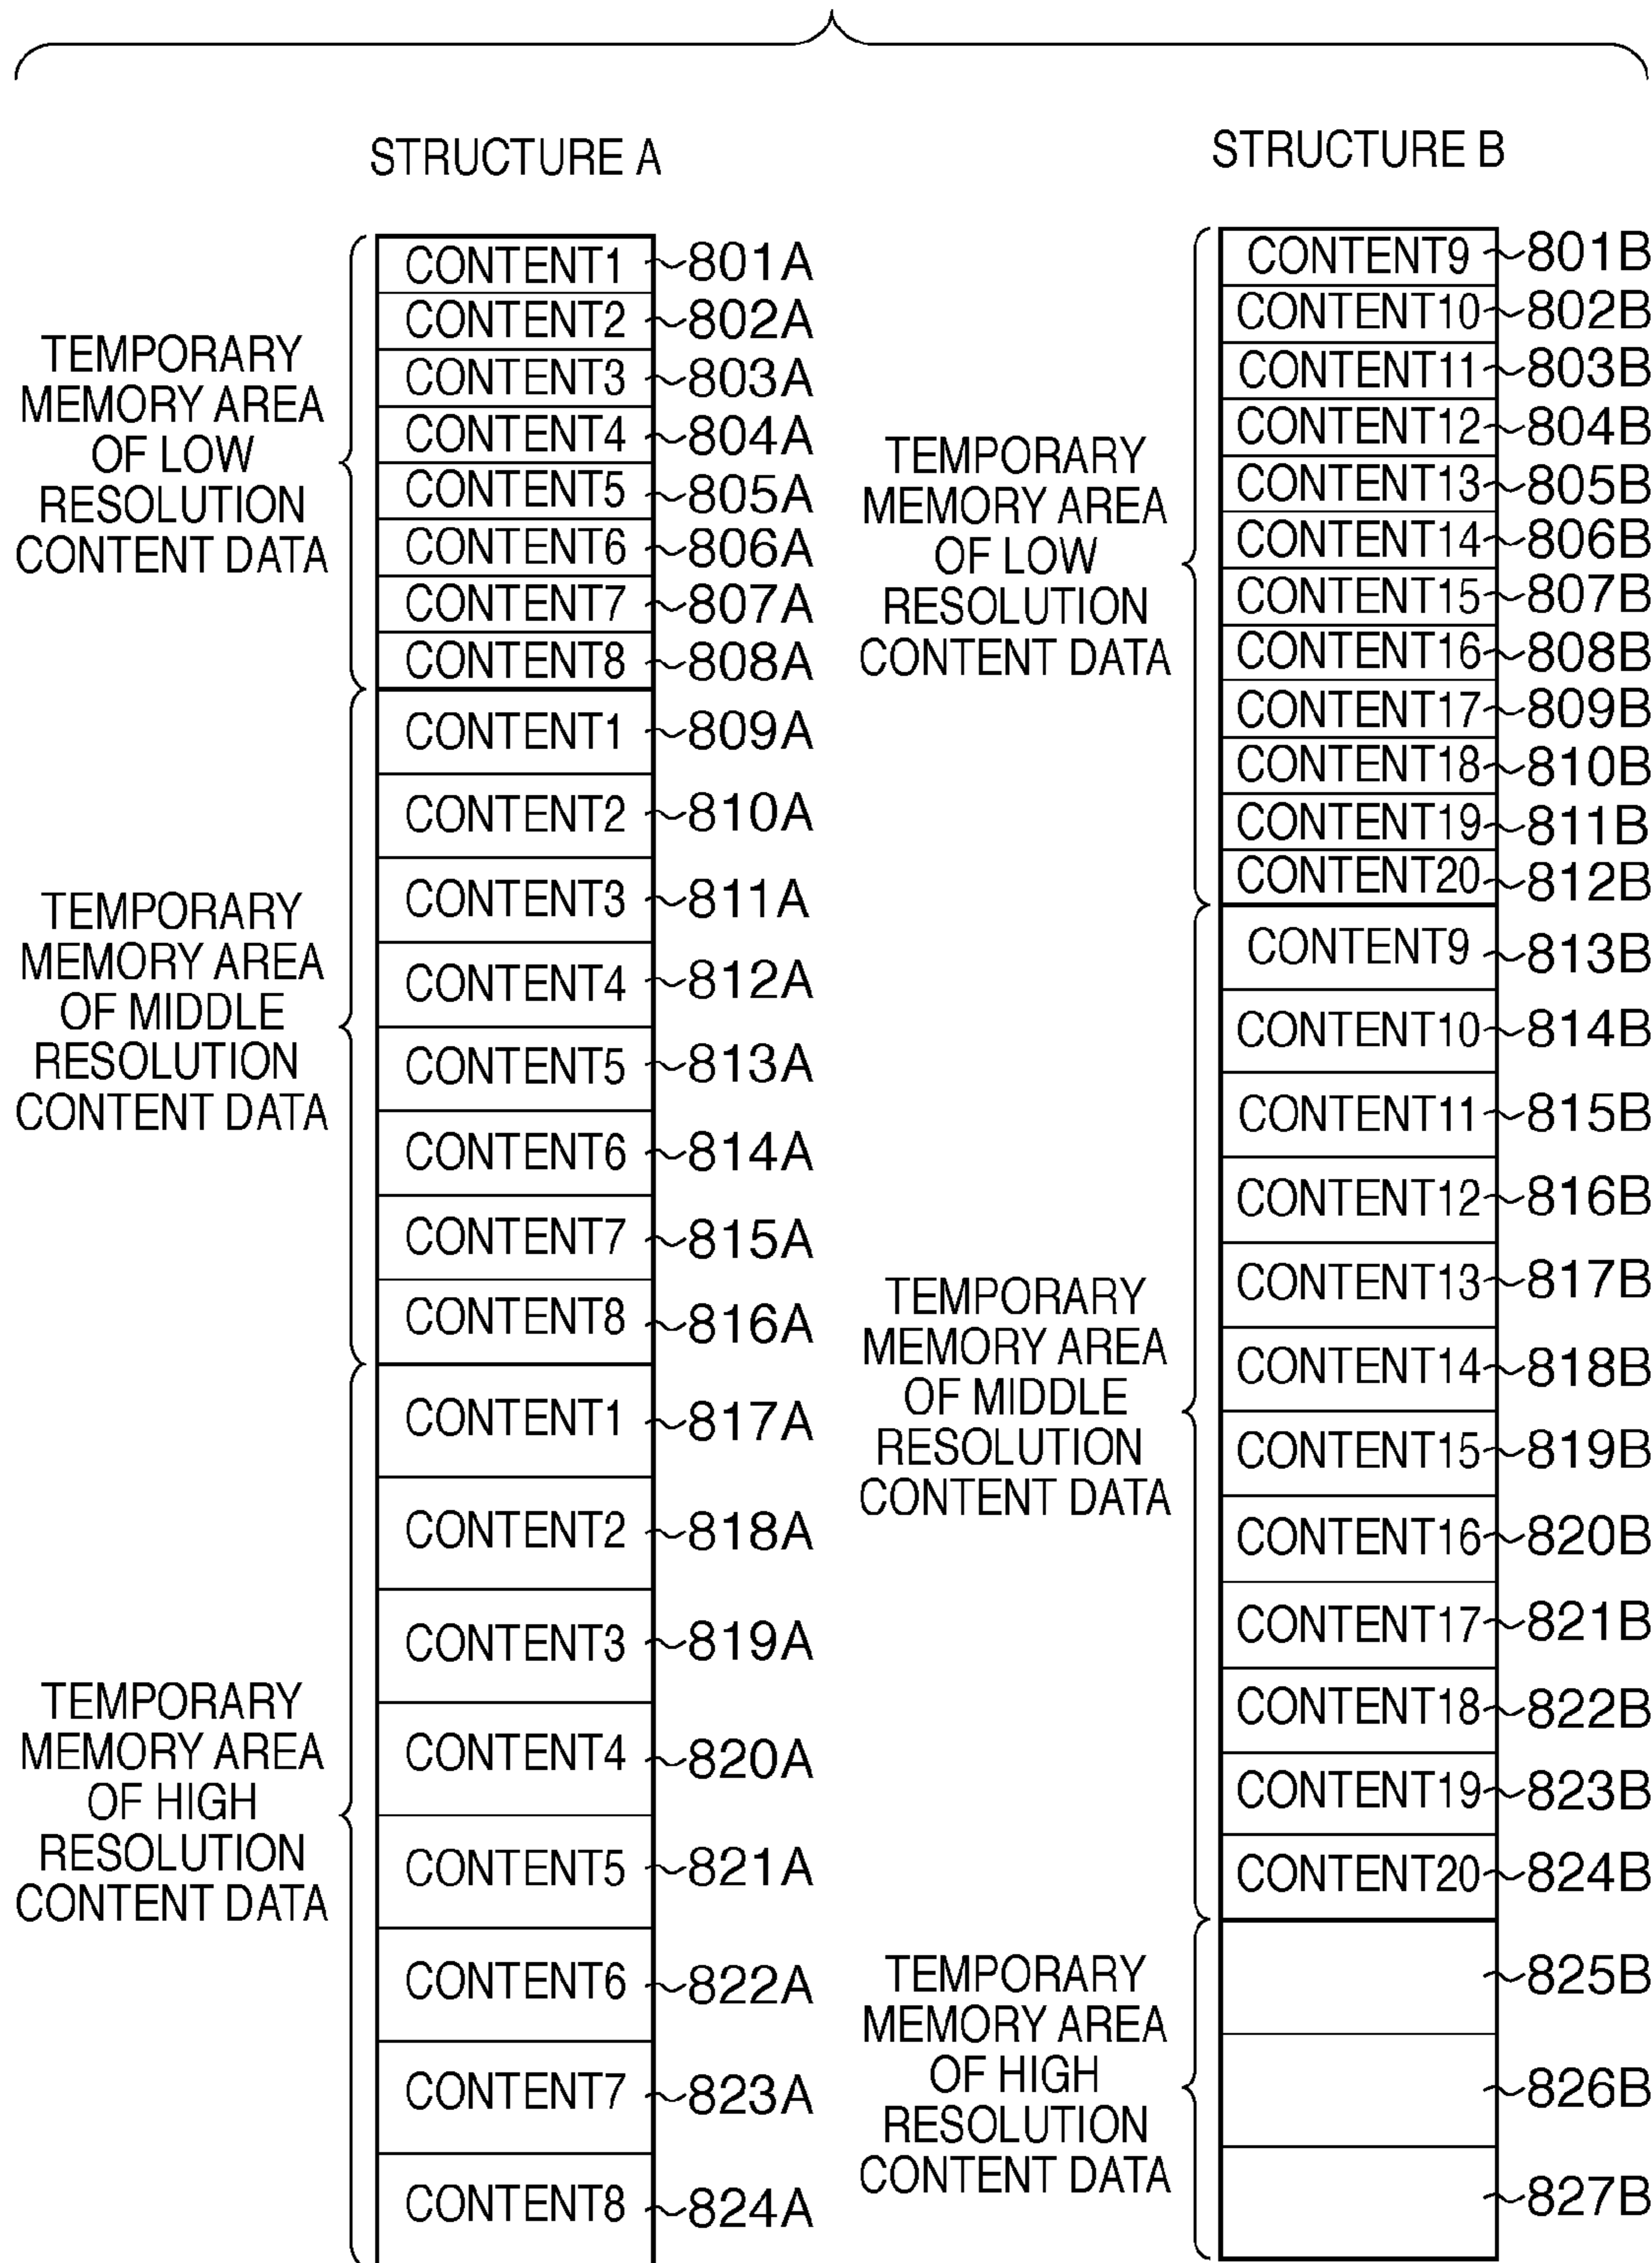 STRUCTURE A
TEMPORARY
MEMORY AREA
OF LOW
RESOLUTION
CONTENT DATA
CONTENT1 801A
CONTENT2 802A
CONTENT3 803A
CONTENT4 804A
CONTENT5 805A
CONTENT6 806A
CONTENT7 807A
CONTENT8 808A
TEMPORARY
MEMORY AREA
OF MIDDLE
RESOLUTION
CONTENT DATA
CONTENT1 809A
CONTENT2 810A
CONTENT3 811A
CONTENT4 812A
CONTENT5 813A
CONTENT6 814A
CONTENT7 815A
CONTENT8 816A
TEMPORARY
MEMORY AREA
OF HIGH
RESOLUTION
CONTENT DATA
CONTENT1 817A
CONTENT2 818A
CONTENT3 819A
CONTENT4 820A
CONTENT5 821A
CONTENT6 822A
CONTENT7 823A
CONTENT8 824A
STRUCTURE B
TEMPORARY
MEMORY AREA
OF LOW
RESOLUTION
CONTENT DATA
CONTENT9 801B
CONTENT10 802B
CONTENT11 803B
CONTENT12 804B
CONTENT13 805B
CONTENT14 806B
CONTENT15 807B
CONTENT16 808B
CONTENT17 809B
CONTENT18 810B
CONTENT19 811B
CONTENT20 812B
TEMPORARY
MEMORY AREA
OF MIDDLE
RESOLUTION
CONTENT DATA
CONTENT9 813B
CONTENT10 814B
CONTENT11 815B
CONTENT12 816B
CONTENT13 817B
CONTENT14 818B
CONTENT15 819B
CONTENT16 820B
CONTENT17 821B
CONTENT18 822B
CONTENT19 823B
CONTENT20 824B
TEMPORARY
MEMORY AREA
OF HIGH
RESOLUTION
CONTENT DATA
825B
826B
827B